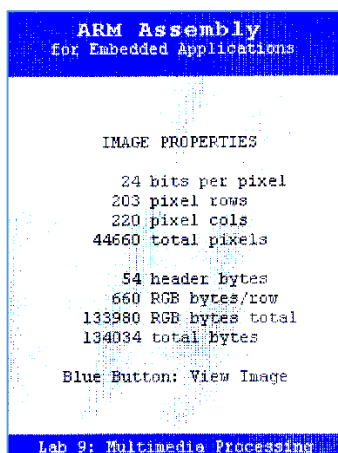 ARM Assembly
for Embedded Applications
IMAGE PROPERTIES
24 bits per pixel
203 pixel rows
220 pixel cols
44660 total pixels
54 header bytes
660 RGB bytes/row
133980 RGB bytes total
134034 total bytes
Blue Button: View Image
Lab 9: Multimedia Processing